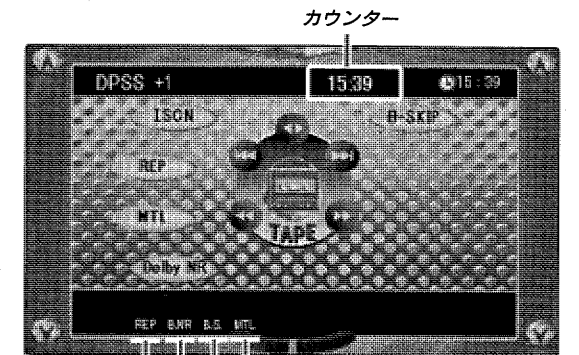 カウンター
DPSS +1 15:39 15:39
ISCN B-SKIP
REP
MTL
TAPE
Dolby NR
REP B.NR B.S. MTL